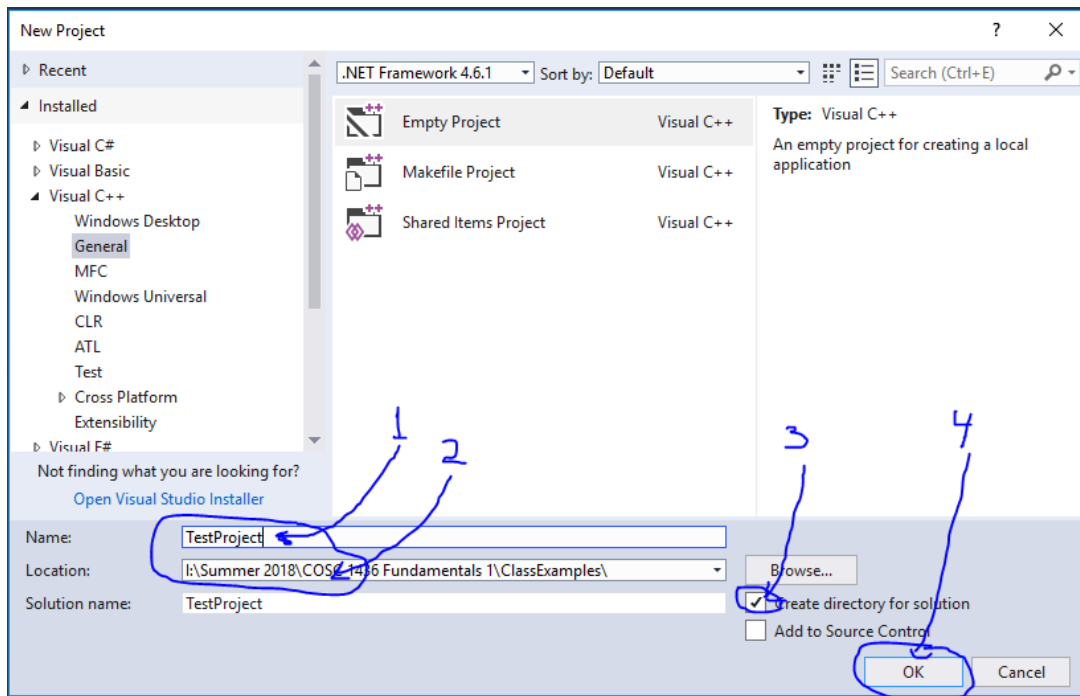 New Project ? ×
Recent
Installed
Visual C#
Visual Basic
Visual C++
Windows Desktop
General
MFC
Windows Universal
CLR
ATL
Test
Cross Platform
Extensibility
Visual F#
Not finding what you are looking for?
Open Visual Studio Installer
.NET Framework 4.6.1 Sort by: Default Search (Ctrl+E)
Empty Project Visual C++
Makefile Project Visual C++
Shared Items Project Visual C++
Type: Visual C++
An empty project for creating a local
application
1 2 3 4
Name: TestProject
Location: I:\Summer 2018\COSC 1436 Fundamentals 1\ClassExamples\ Browse...
Solution name: TestProject Create directory for solution
Add to Source Control
OK Cancel